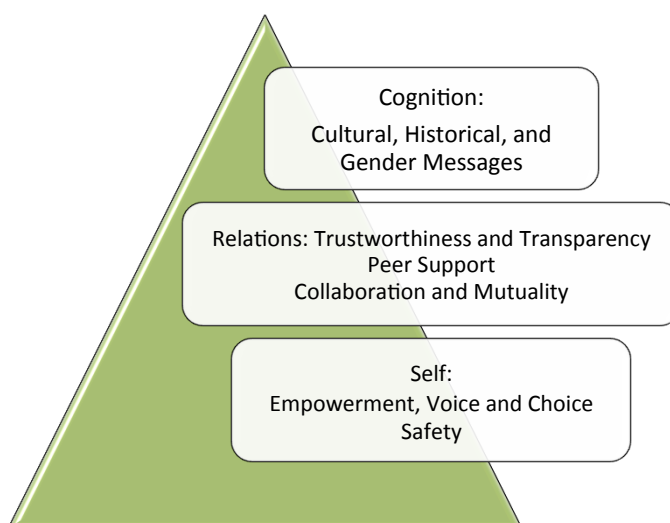 Cognition:
Cultural, Historical, and
Gender Messages
Relations: Trustworthiness and Transparency
Peer Support
Collaboration and Mutuality
Self:
Empowerment, Voice and Choice
Safety